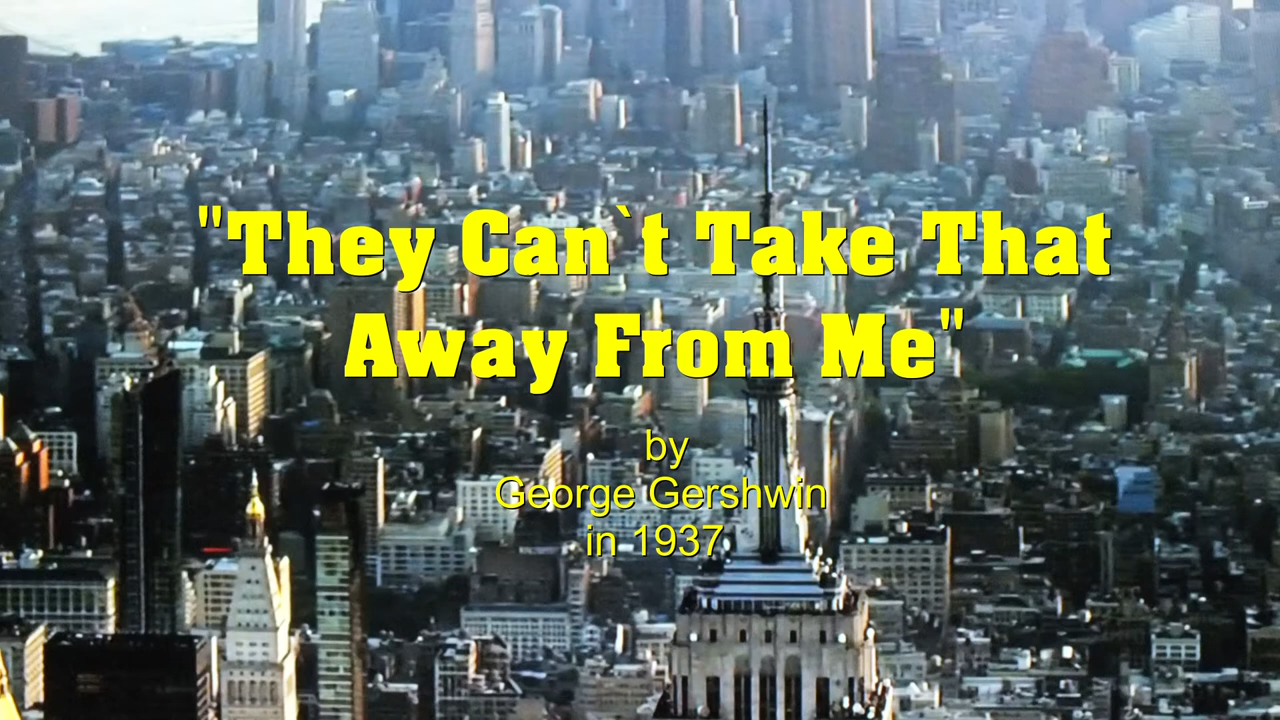 "They Can`t Take That
Away From Me"
by
George Gershwin
in 1937